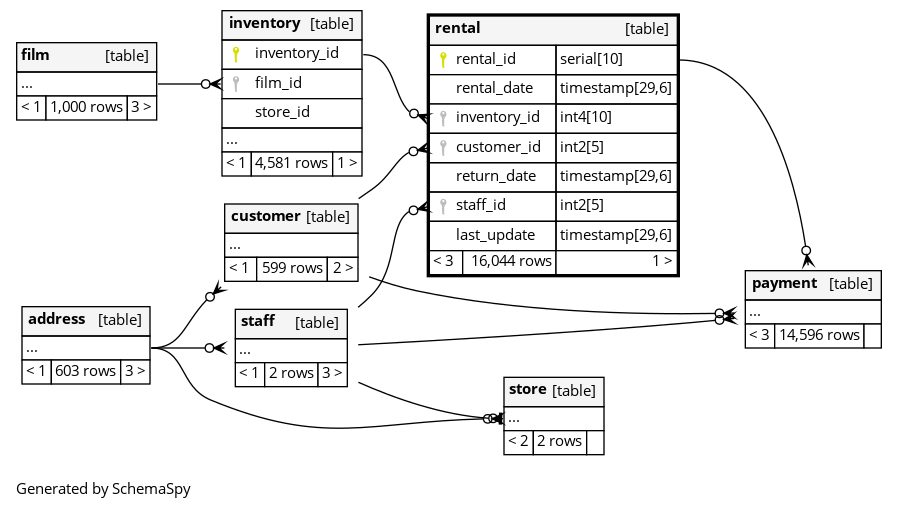 film [table]
...
< 1 1,000 rows 3 >
inventory [table]
inventory_id
film_id
store_id
...
< 1 4,581 rows 1 >
rental [table]
rental_id serial[10]
rental_date timestamp[29,6]
inventory_id int4[10]
customer_id int2[5]
return_date timestamp[29,6]
staff_id int2[5]
last_update timestamp[29,6]
< 3 16,044 rows 1 >
customer [table]
...
< 1 599 rows 2 >
address [table]
...
< 1 603 rows 3 >
staff [table]
...
< 1 2 rows 3 >
payment [table]
...
< 3 14,596 rows
store [table]
...
< 2 2 rows
Generated by SchemaSpy